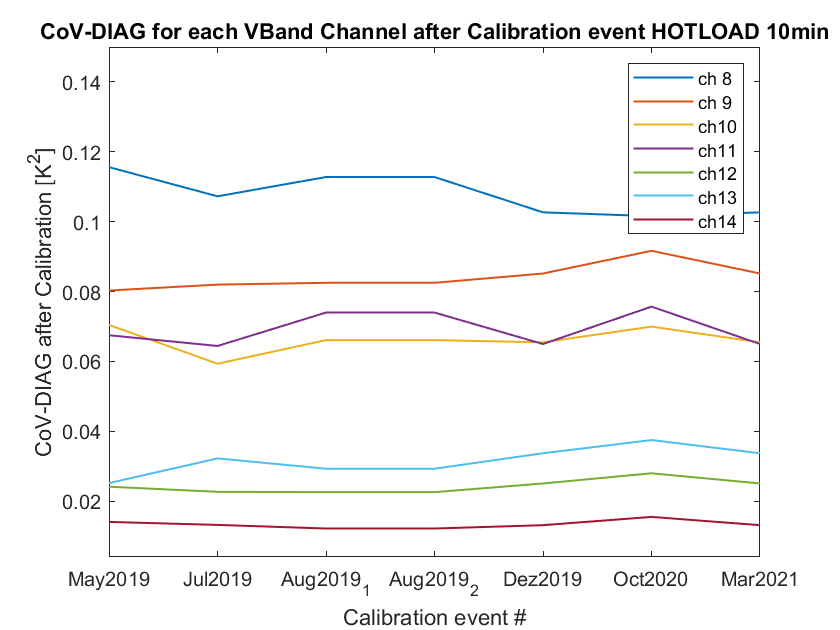 CoV-DIAG for each VBand Channel after Calibration event HOTLOAD 10min
CoV-DIAG after Calibration [K²]
0.14
0.12
0.1
0.08
0.06
0.04
0.02
ch 8
ch 9
ch10
ch11
ch12
ch13
ch14
May2019 Jul2019 Aug2019₁ Aug2019₂ Dez2019 Oct2020 Mar2021
Calibration event #